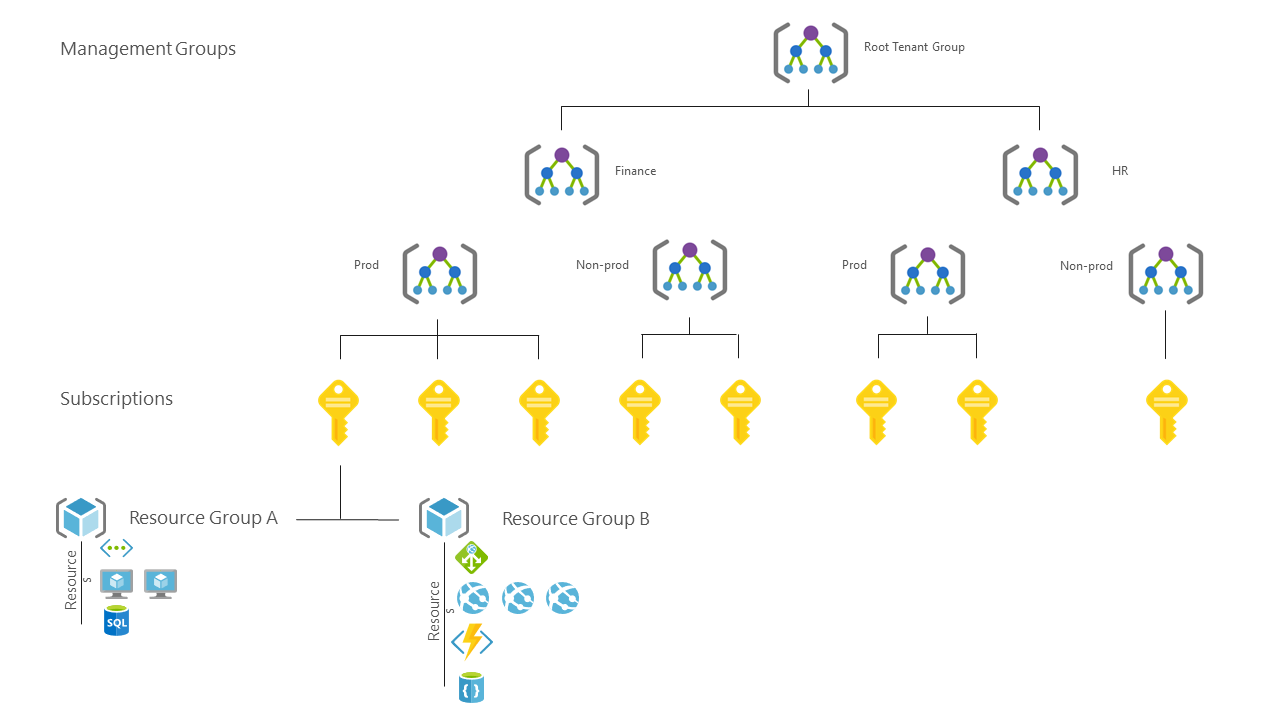 Management Groups
Root Tenant Group
Finance
HR
Prod
Non-prod
Prod
Non-prod
Subscriptions
Resource Group A
Resource Group B
Resource
s
SQL
Resource
s
{ }